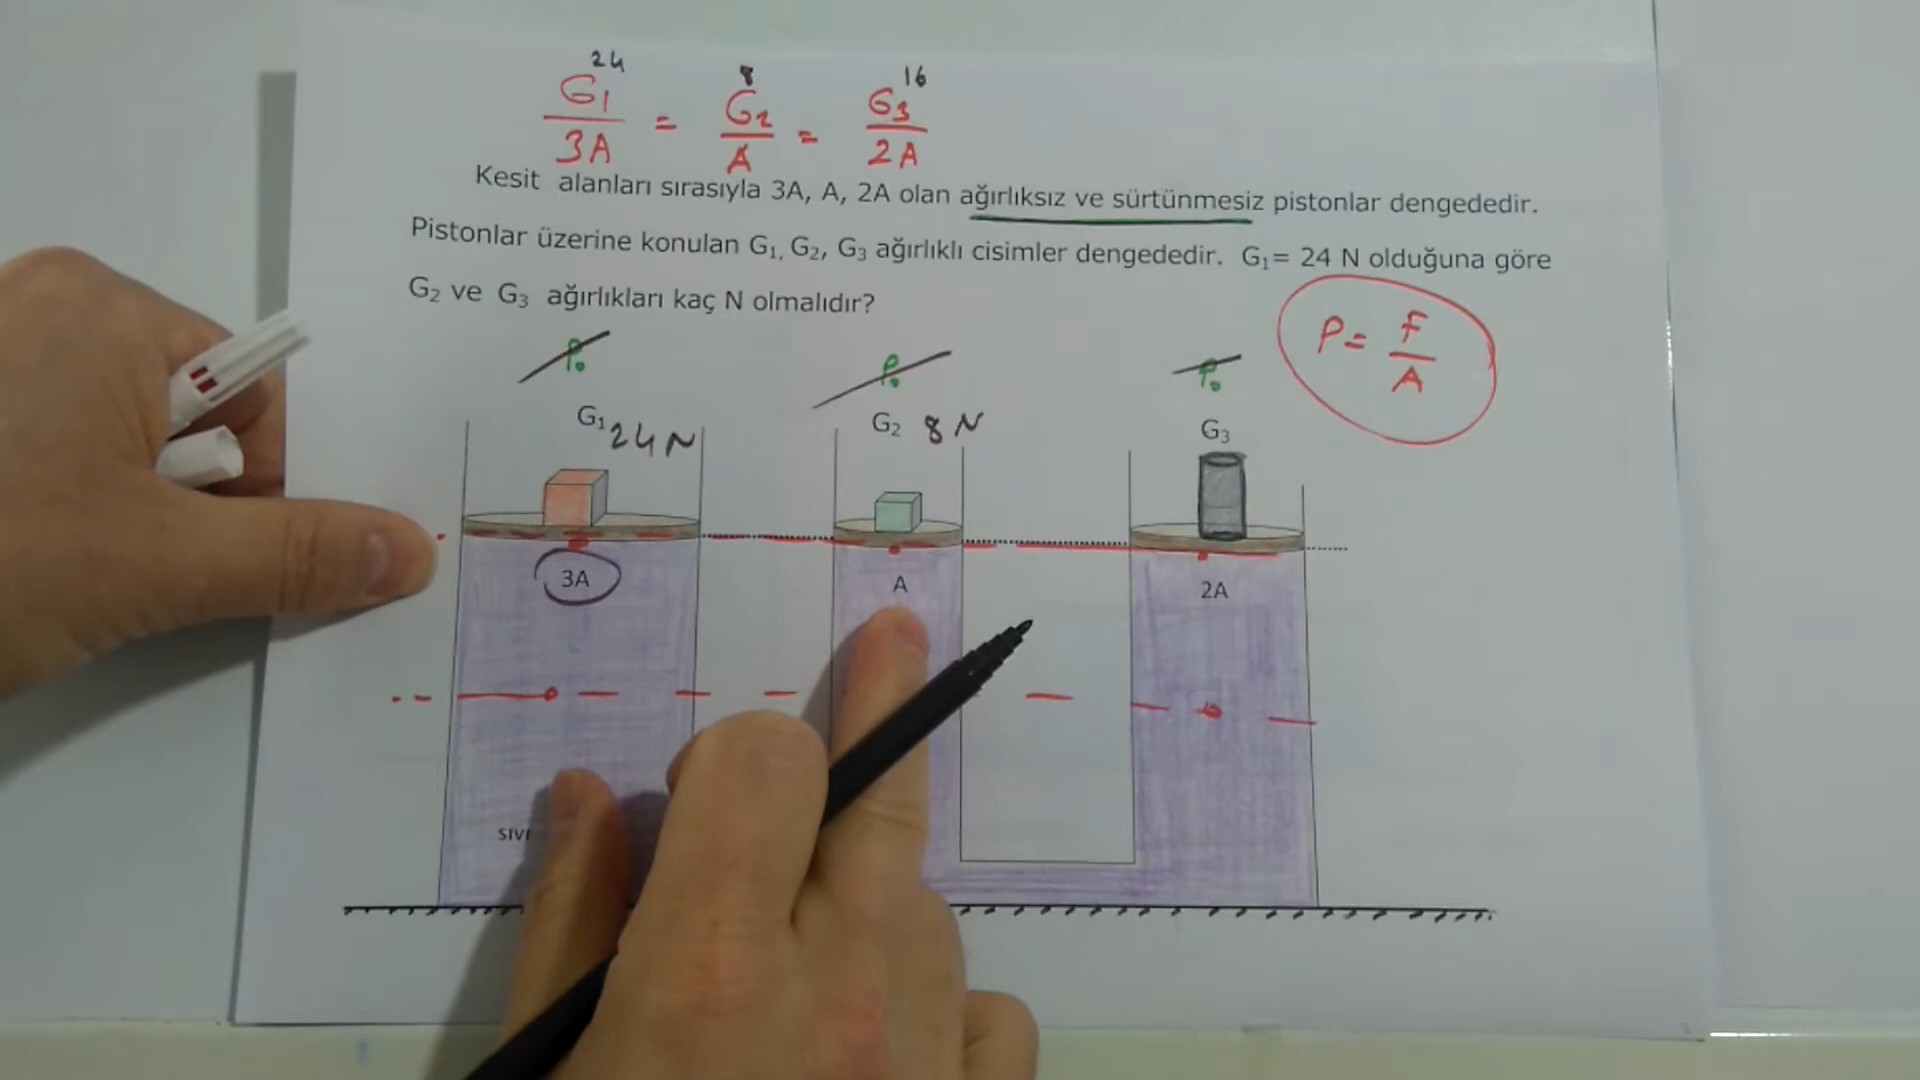 24 8 16
G₁ = G₂ = G₃
3A A 2A
Kesit alanları sırasıyla 3A, A, 2A olan ağırlıksız ve sürtünmesiz pistonlar dengededir.
Pistonlar üzerine konulan G₁, G₂, G₃ ağırlıklı cisimler dengededir. G₁= 24 N olduğuna göre
G₂ ve G₃ ağırlıkları kaç N olmalıdır?
P= F
A
P₀ P₀ P₀
G₁ 24 N G₂ 8 N G₃
3A A 2A